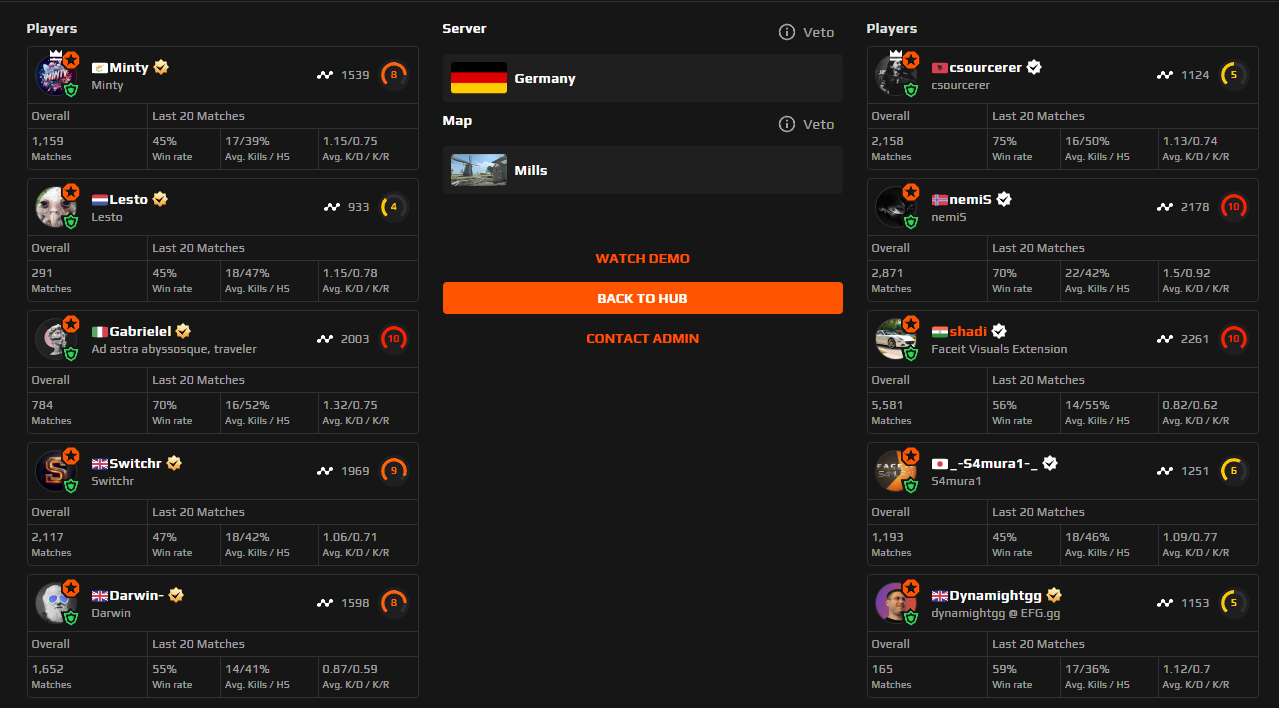 Players
Minty
1539
8
Minty
Overall
Last 20 Matches
1,159
45%
17/39%
1.15/0.75
Matches
Win rate
Avg. Kills / HS
Avg. K/D / K/R
Lesto
933
4
Lesto
Overall
Last 20 Matches
291
45%
18/47%
1.15/0.78
Matches
Win rate
Avg. Kills / HS
Avg. K/D / K/R
Gabrielel
2003
10
Ad astra abyssosque, traveler
Overall
Last 20 Matches
784
70%
16/52%
1.32/0.75
Matches
Win rate
Avg. Kills / HS
Avg. K/D / K/R
Switchr
1969
9
Switchr
Overall
Last 20 Matches
2,117
47%
18/42%
1.06/0.71
Matches
Win rate
Avg. Kills / HS
Avg. K/D / K/R
Darwin-
1598
8
Darwin
Overall
Last 20 Matches
1,652
55%
14/41%
0.87/0.59
Matches
Win rate
Avg. Kills / HS
Avg. K/D / K/R
Server
Veto
Germany
Map
Veto
Mills
WATCH DEMO
BACK TO HUB
CONTACT ADMIN
Players
csourcerer
1124
5
csourcerer
Overall
Last 20 Matches
2,158
75%
16/50%
1.13/0.74
Matches
Win rate
Avg. Kills / HS
Avg. K/D / K/R
nemiS
2178
10
nemiS
Overall
Last 20 Matches
2,871
70%
22/42%
1.5/0.92
Matches
Win rate
Avg. Kills / HS
Avg. K/D / K/R
shadi
2261
10
Faceit Visuals Extension
Overall
Last 20 Matches
5,581
56%
14/55%
0.82/0.62
Matches
Win rate
Avg. Kills / HS
Avg. K/D / K/R
_-S4mura1-_
1251
6
S4mura1
Overall
Last 20 Matches
1,193
45%
18/46%
1.09/0.77
Matches
Win rate
Avg. Kills / HS
Avg. K/D / K/R
Dynamightgg
1153
5
dynamightgg @ EFG.gg
Overall
Last 20 Matches
165
59%
17/36%
1.12/0.7
Matches
Win rate
Avg. Kills / HS
Avg. K/D / K/R